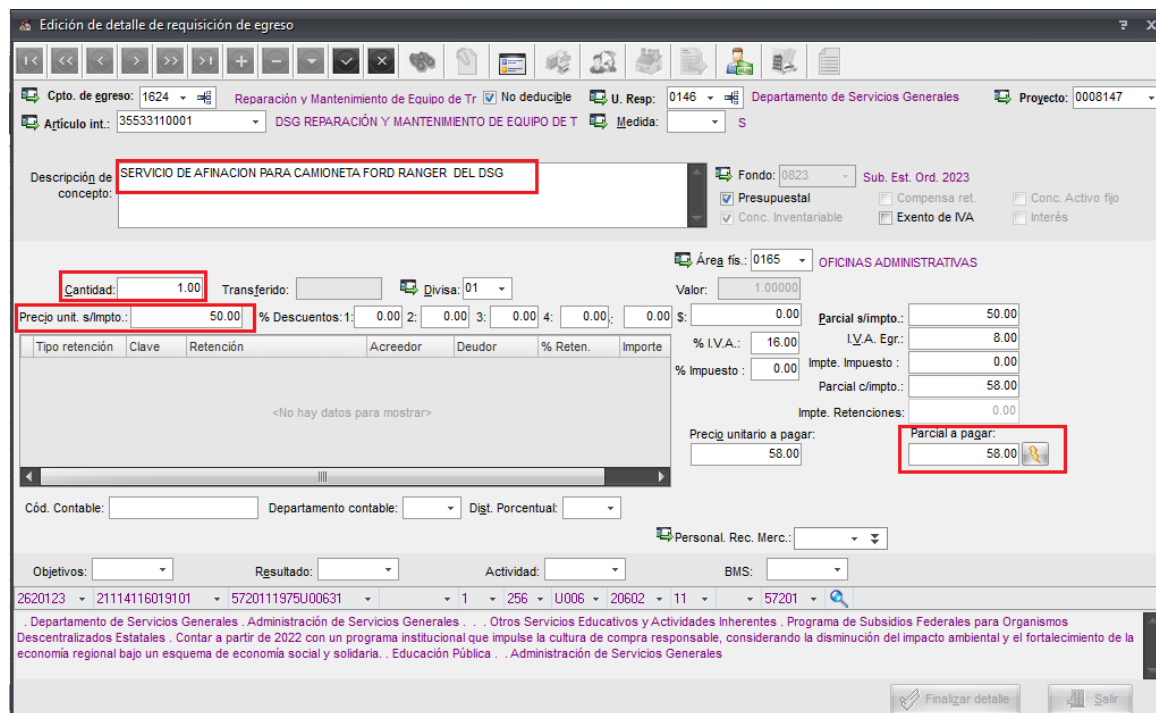 Edición de detalle de requisición de egreso
Cpto. de egreso: 1624 Reparación y Mantenimiento de Equipo de Tr No deducible U. Resp: 0146 Departamento de Servicios Generales Proyecto: 0008147
Artículo int.: 35533110001 DSG REPARACIÓN Y MANTENIMIENTO DE EQUIPO DE T Medida: S
Descripción de concepto: SERVICIO DE AFINACION PARA CAMIONETA FORD RANGER DEL DSG
Fondo: 0823 Sub. Est. Ord. 2023
Presupuestal Compensa ret. Conc. Activo fijo
Conc. Inventariable Exento de IVA Interés
Área fís.: 0165 OFICINAS ADMINISTRATIVAS
Cantidad: 1.00 Transferido: Divisa: 01 Valor: 1.00000
Precio unit. s/Impto.: 50.00 % Descuentos: 1: 0.00 2: 0.00 3: 0.00 4: 0.00 : 0.00 $: 0.00 Parcial s/impto.: 50.00
Tipo retención Clave Retención Acreedor Deudor % Reten. Importe
<No hay datos para mostrar>
% I.V.A.: 16.00 I.V.A. Egr.: 8.00
% Impuesto : 0.00 Impte. Impuesto : 0.00
Parcial c/impto.: 58.00
Impte. Retenciones: 0.00
Precio unitario a pagar: Parcial a pagar:
58.00 58.00
Cód. Contable: Departamento contable: Dist. Porcentual:
Personal. Rec. Merc.:
Objetivos: Resultado: Actividad: BMS:
2620123 21114116019101 5720111975U00631 1 256 U006 20602 11 57201
. Departamento de Servicios Generales . Administración de Servicios Generales . . . Otros Servicios Educativos y Actividades Inherentes . Programa de Subsidios Federales para Organismos
Descentralizados Estatales . Contar a partir de 2022 con un programa institucional que impulse la cultura de compra responsable, considerando la disminución del impacto ambiental y el fortalecimiento de la
economía regional bajo un esquema de economía social y solidaria. . Educación Pública . . Administración de Servicios Generales
Finalizar detalle Salir